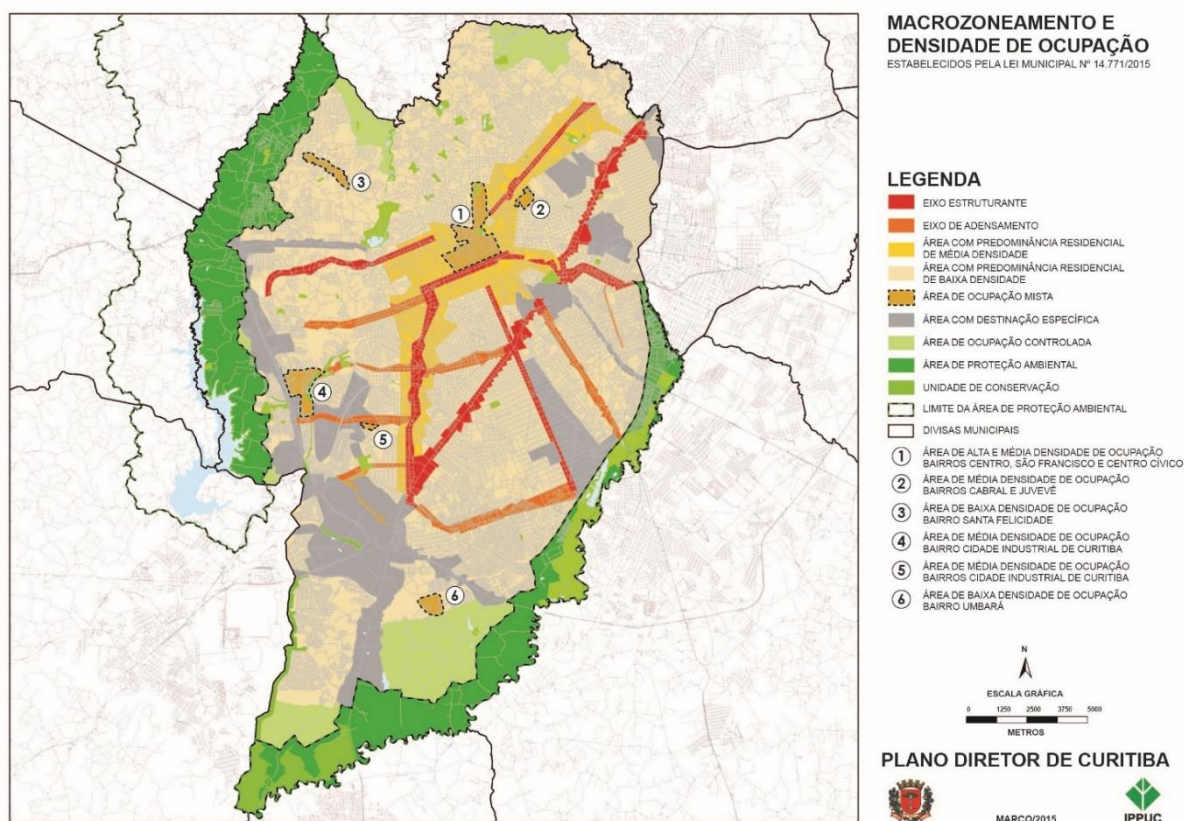 MACROZONEAMENTO E
DENSIDADE DE OCUPAÇÃO
ESTABELECIDOS PELA LEI MUNICIPAL Nº 14.771/2015
LEGENDA
EIXO ESTRUTURANTE
EIXO DE ADENSAMENTO
ÁREA COM PREDOMINÂNCIA RESIDENCIAL
DE MÉDIA DENSIDADE
ÁREA COM PREDOMINÂNCIA RESIDENCIAL
DE BAIXA DENSIDADE
ÁREA DE OCUPAÇÃO MISTA
ÁREA COM DESTINAÇÃO ESPECÍFICA
ÁREA DE OCUPAÇÃO CONTROLADA
ÁREA DE PROTEÇÃO AMBIENTAL
UNIDADE DE CONSERVAÇÃO
LIMITE DA ÁREA DE PROTEÇÃO AMBIENTAL
DIVISAS MUNICIPAIS
1 ÁREA DE ALTA E MÉDIA DENSIDADE DE OCUPAÇÃO
BAIRROS CENTRO, SÃO FRANCISCO E CENTRO CÍVICO
2 ÁREA DE MÉDIA DENSIDADE DE OCUPAÇÃO
BAIRROS CABRAL E JUVEVÊ
3 ÁREA DE BAIXA DENSIDADE DE OCUPAÇÃO
BAIRRO SANTA FELICIDADE
4 ÁREA DE MÉDIA DENSIDADE DE OCUPAÇÃO
BAIRRO CIDADE INDUSTRIAL DE CURITIBA
5 ÁREA DE MÉDIA DENSIDADE DE OCUPAÇÃO
BAIRROS CIDADE INDUSTRIAL DE CURITIBA
6 ÁREA DE BAIXA DENSIDADE DE OCUPAÇÃO
BAIRRO UMBARÁ
N
ESCALA GRÁFICA
0 1250 2500 3750 5000
METROS
PLANO DIRETOR DE CURITIBA
MARÇO/2015
IPPUC
3
1
2
4
5
6